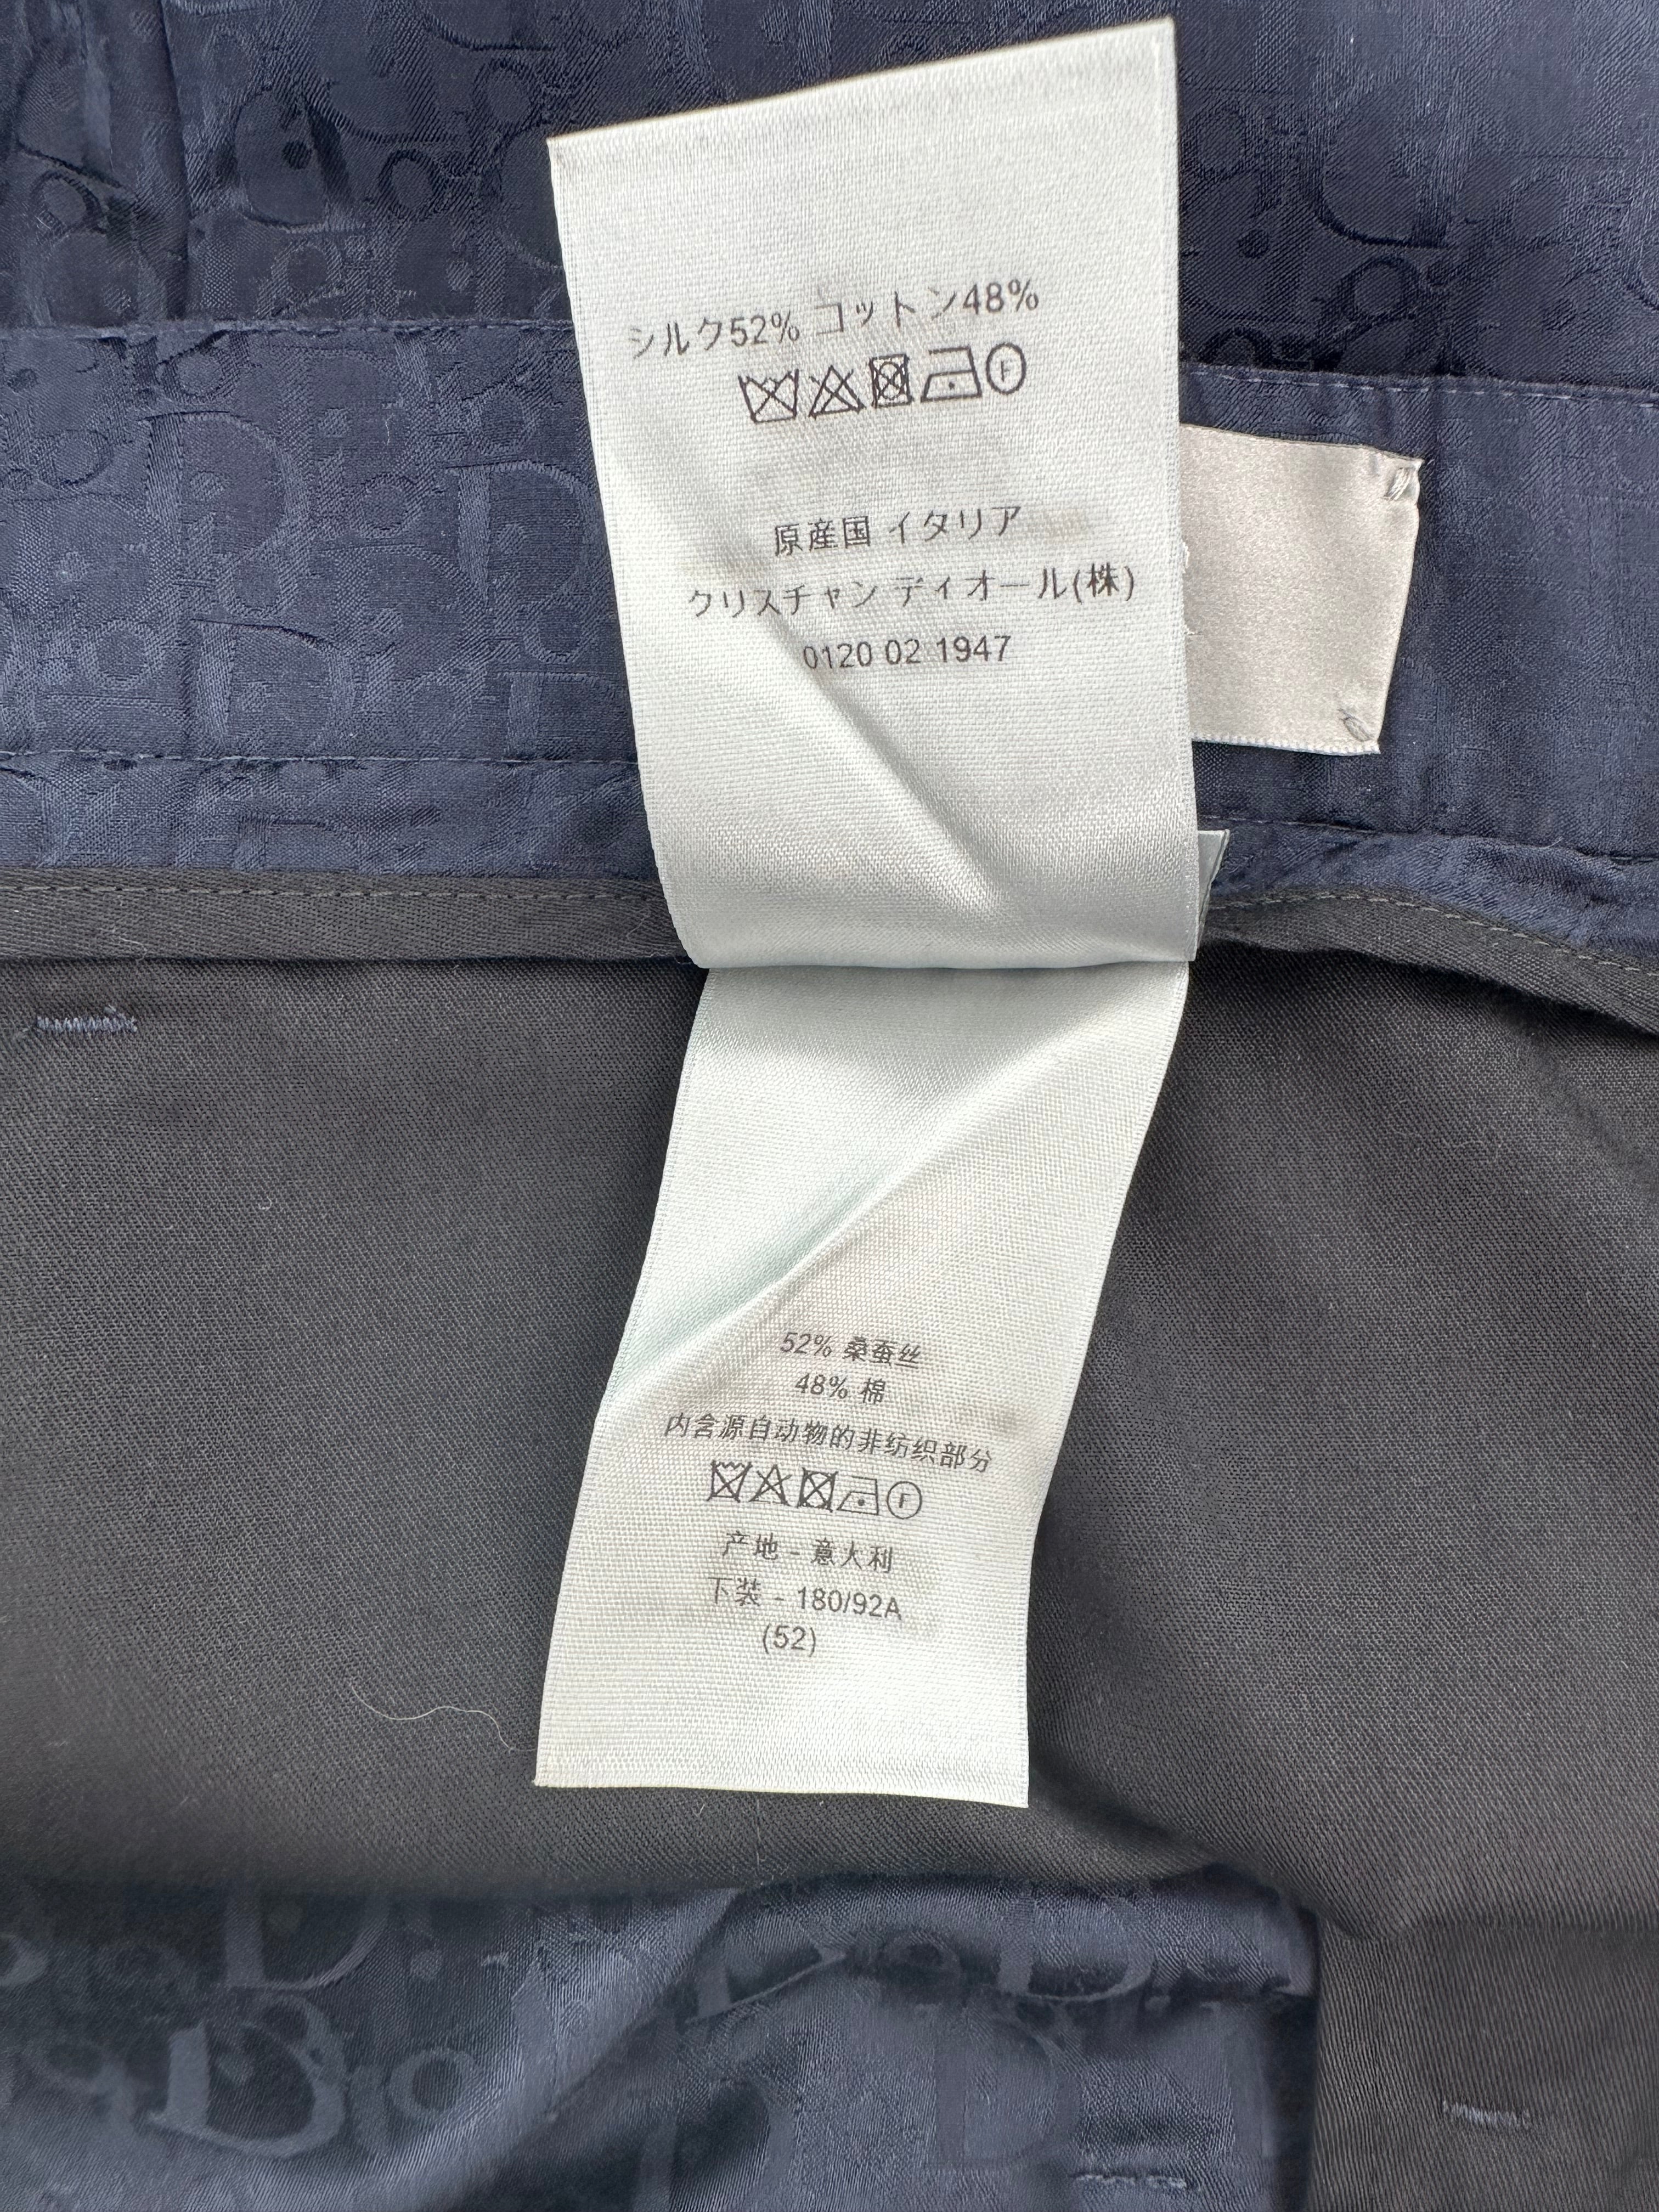 シルク52% コットン48%
F
原産国 イタリア
クリスチャン ディオール(株)
0120 02 1947
52% 桑蚕丝
48% 棉
内含源自动物的非纺织部分
F
产地 - 意大利
下装 - 180/92A
(52)
Dior
Dior